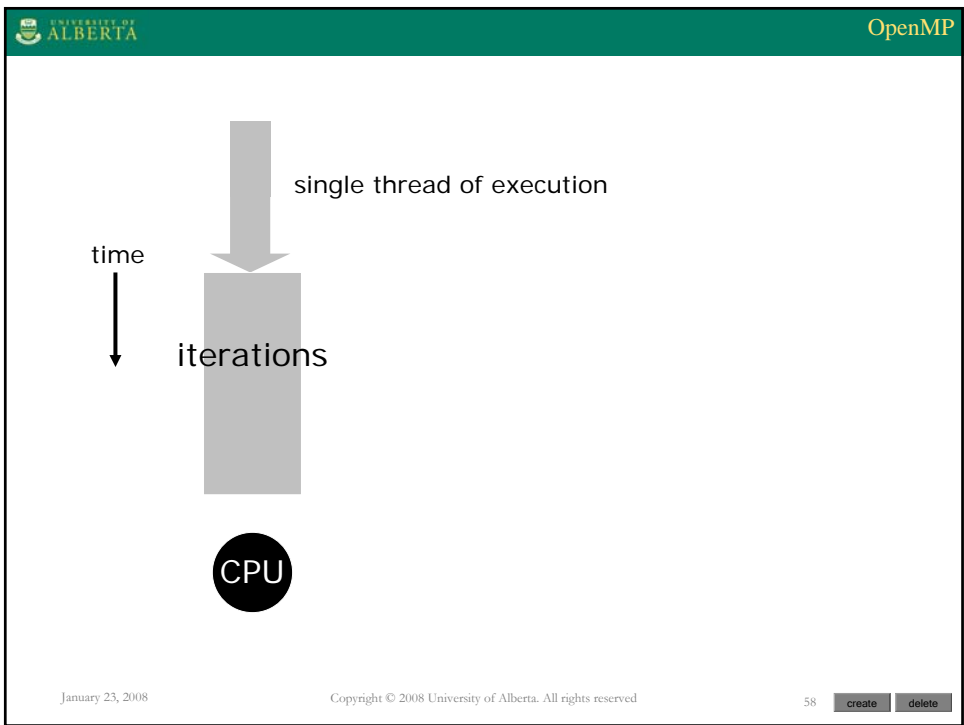 UNIVERSITY OF
ALBERTA
OpenMP
single thread of execution
time
iterations
CPU
January 23, 2008
Copyright © 2008 University of Alberta. All rights reserved
58
create
delete